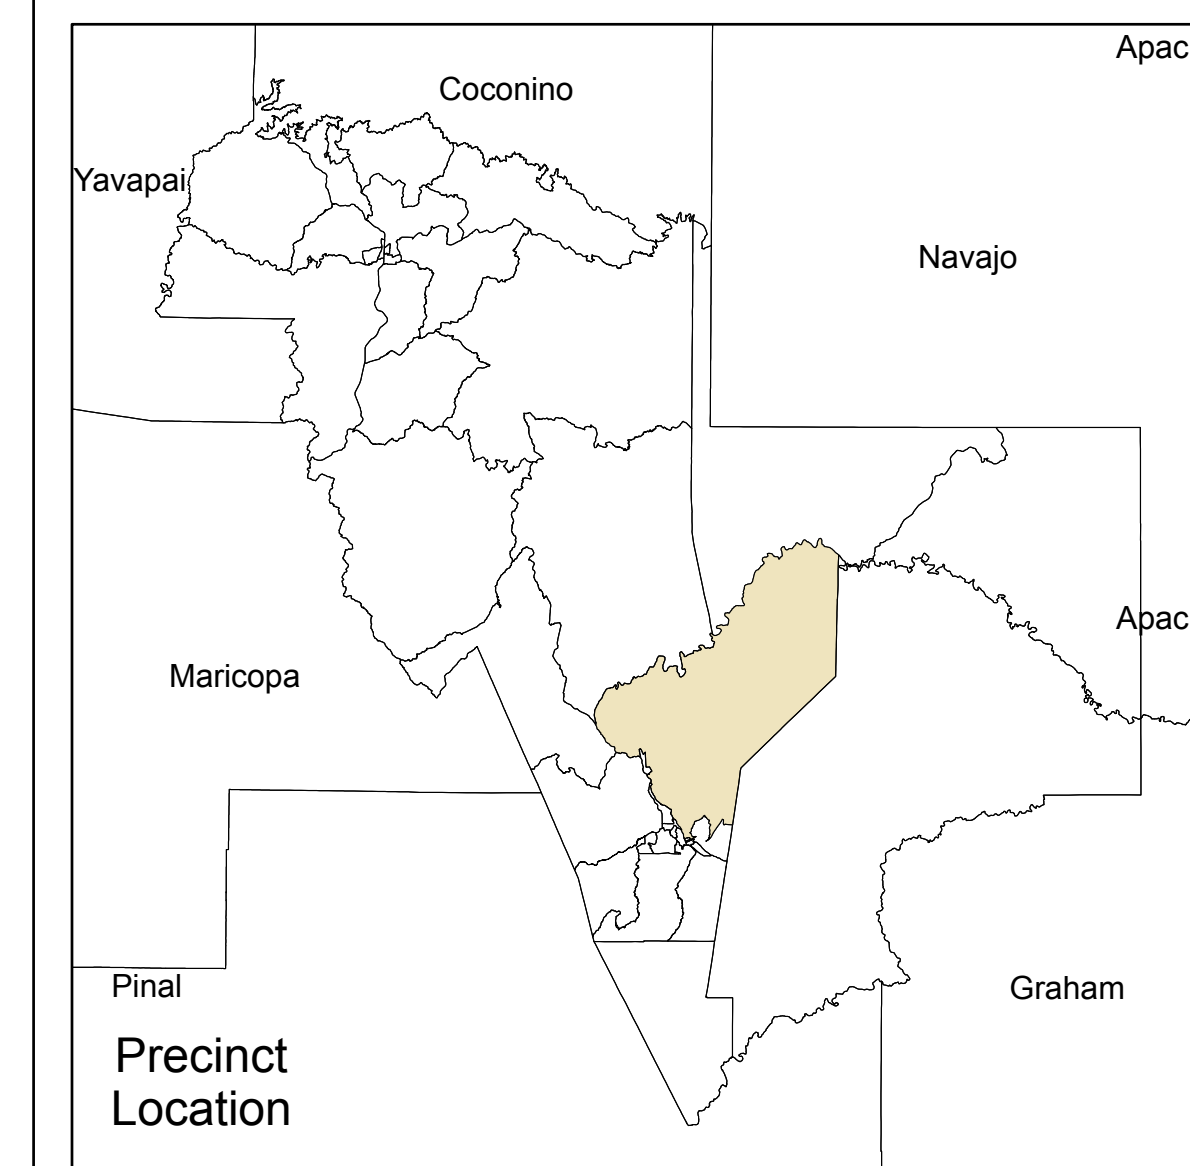 Apac
Coconino
Yavapai
Navajo
Apac
Maricopa
Pinal
Graham
Precinct
Location